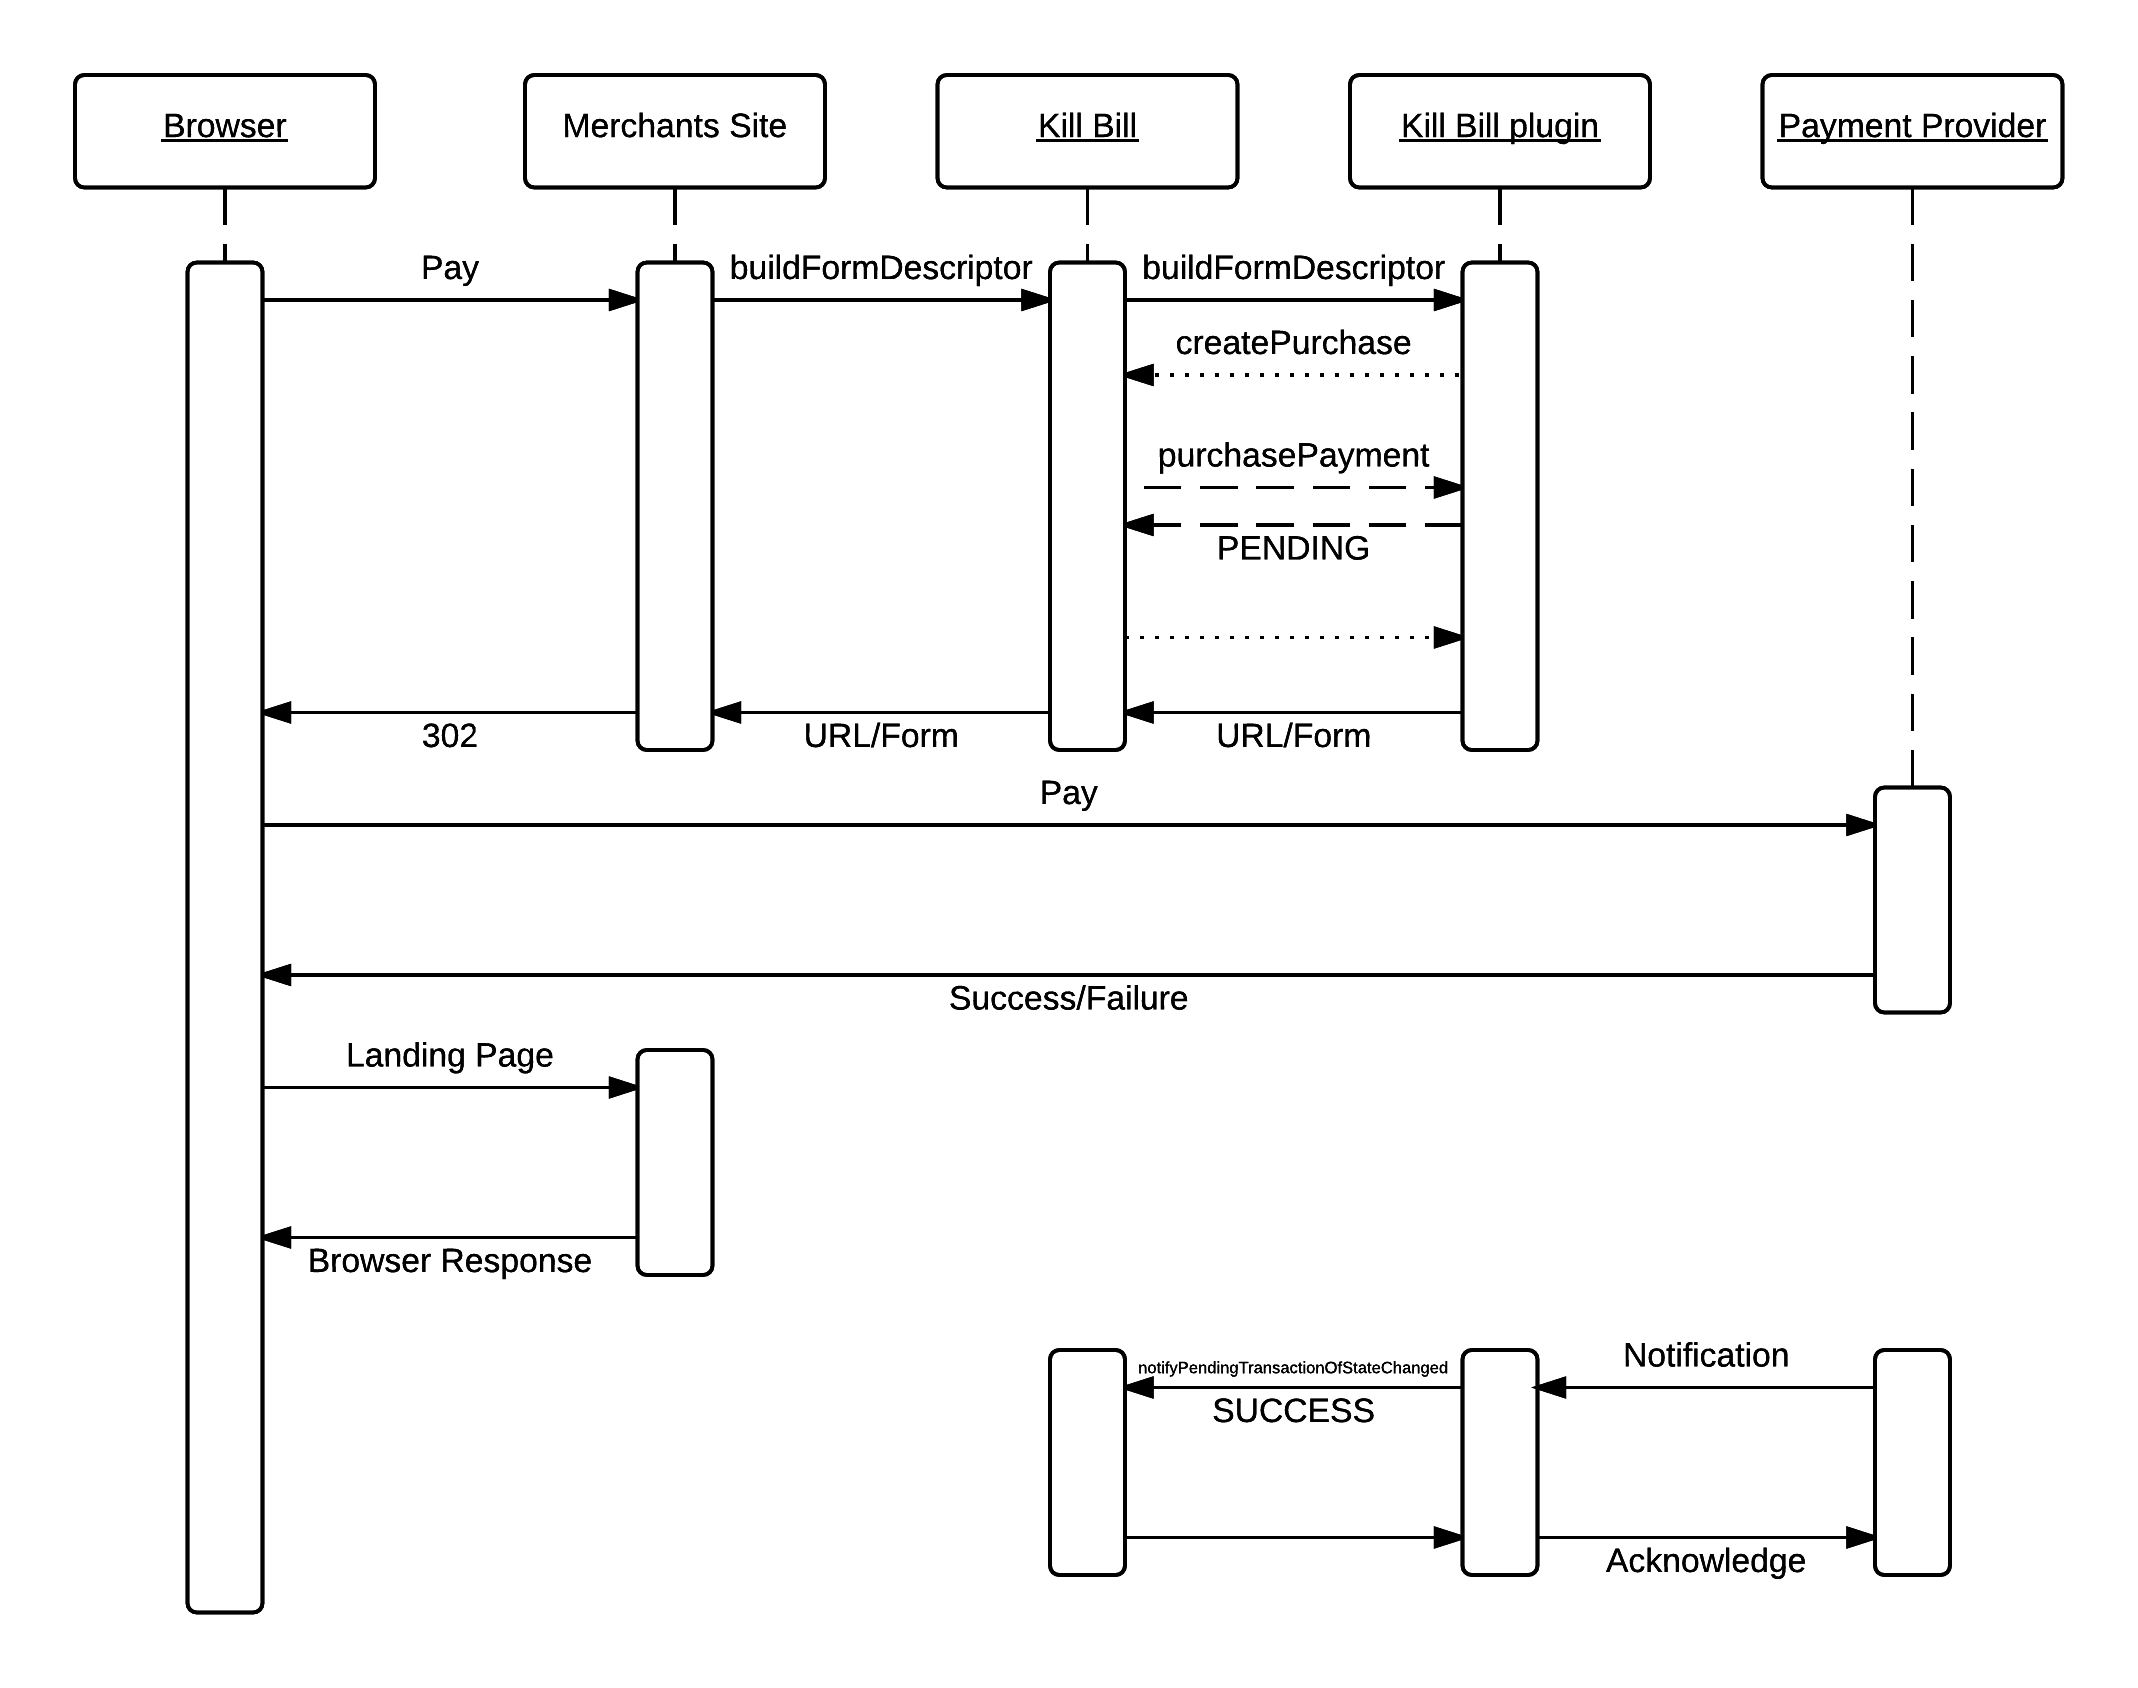 Browser
Merchants Site
Kill Bill
Kill Bill plugin
Payment Provider
Pay
buildFormDescriptor
buildFormDescriptor
createPurchase
purchasePayment
PENDING
302
URL/Form
URL/Form
Pay
Success/Failure
Landing Page
Browser Response
Notification
notifyPendingTransactionOfStateChanged
SUCCESS
Acknowledge